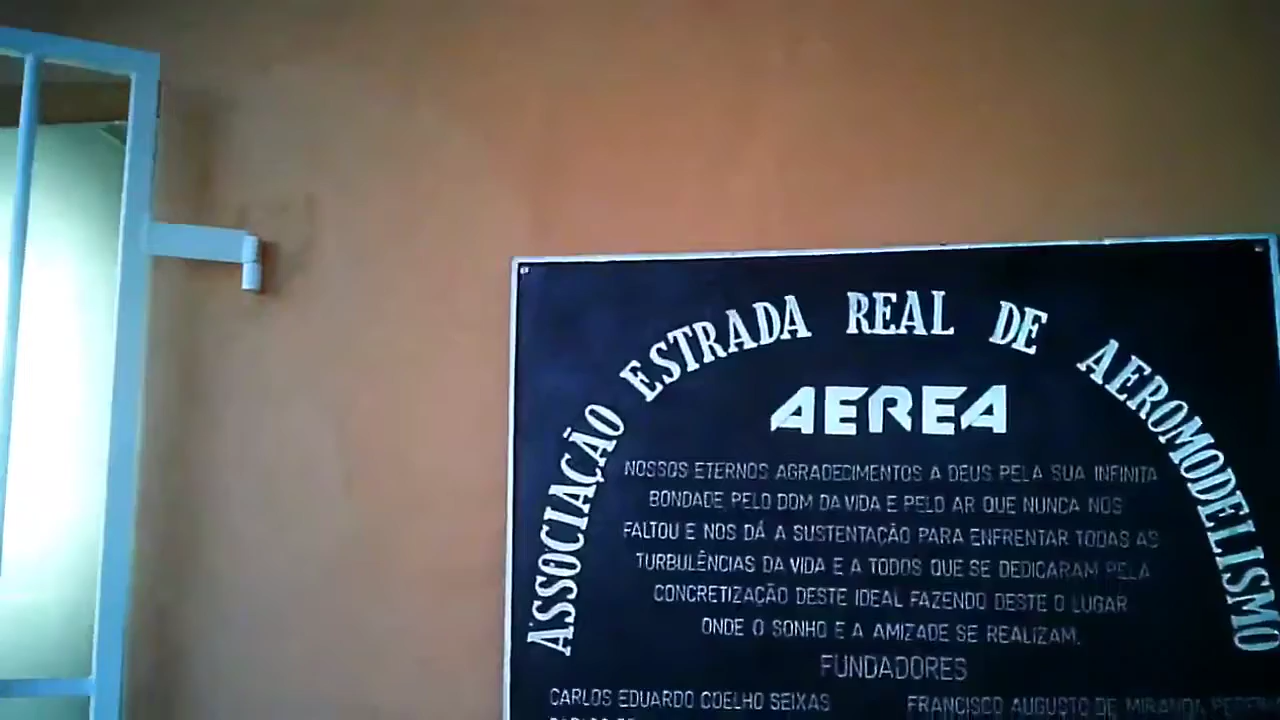 ASSOCIAÇÃO ESTRADA REAL DE AEROMODELISMO
AEREA
NOSSOS ETERNOS AGRADECIMENTOS A DEUS PELA SUA INFINITA
BONDADE PELO DOM DA VIDA E PELO AR QUE NUNCA NOS
FALTOU E NOS DÁ A SUSTENTAÇÃO PARA ENFRENTAR TODAS AS
TURBULÊNCIAS DA VIDA E A TODOS QUE SE DEDICARAM PELA
CONCRETIZAÇÃO DESTE IDEAL FAZENDO DESTE O LUGAR
ONDE O SONHO E A AMIZADE SE REALIZAM.
FUNDADORES
CARLOS EDUARDO COELHO SEIXAS FRANCISCO AUGUSTO DE MIRANDA